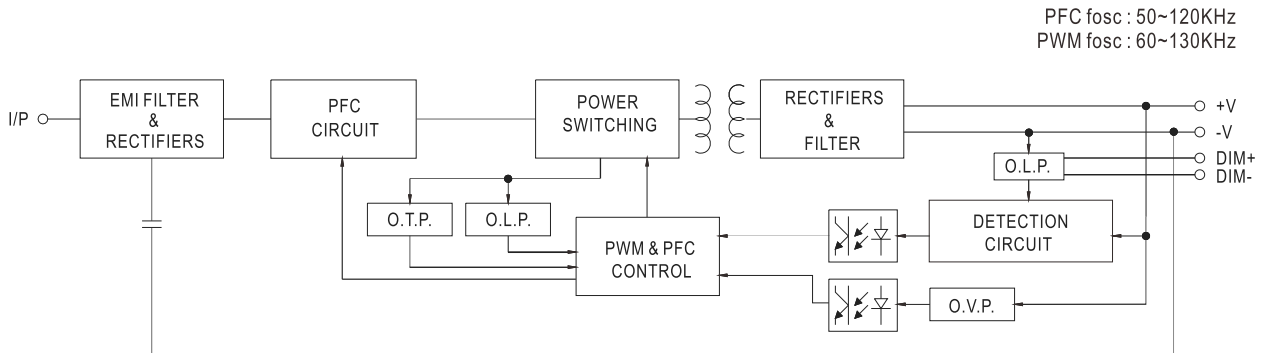 PFC fosc : 50~120KHz
PWM fosc : 60~130KHz
I/P
EMI FILTER
&
RECTIFIERS
PFC
CIRCUIT
POWER
SWITCHING
RECTIFIERS
&
FILTER
+V
-V
DIM+
DIM-
O.L.P.
O.T.P.
O.L.P.
PWM & PFC
CONTROL
DETECTION
CIRCUIT
O.V.P.